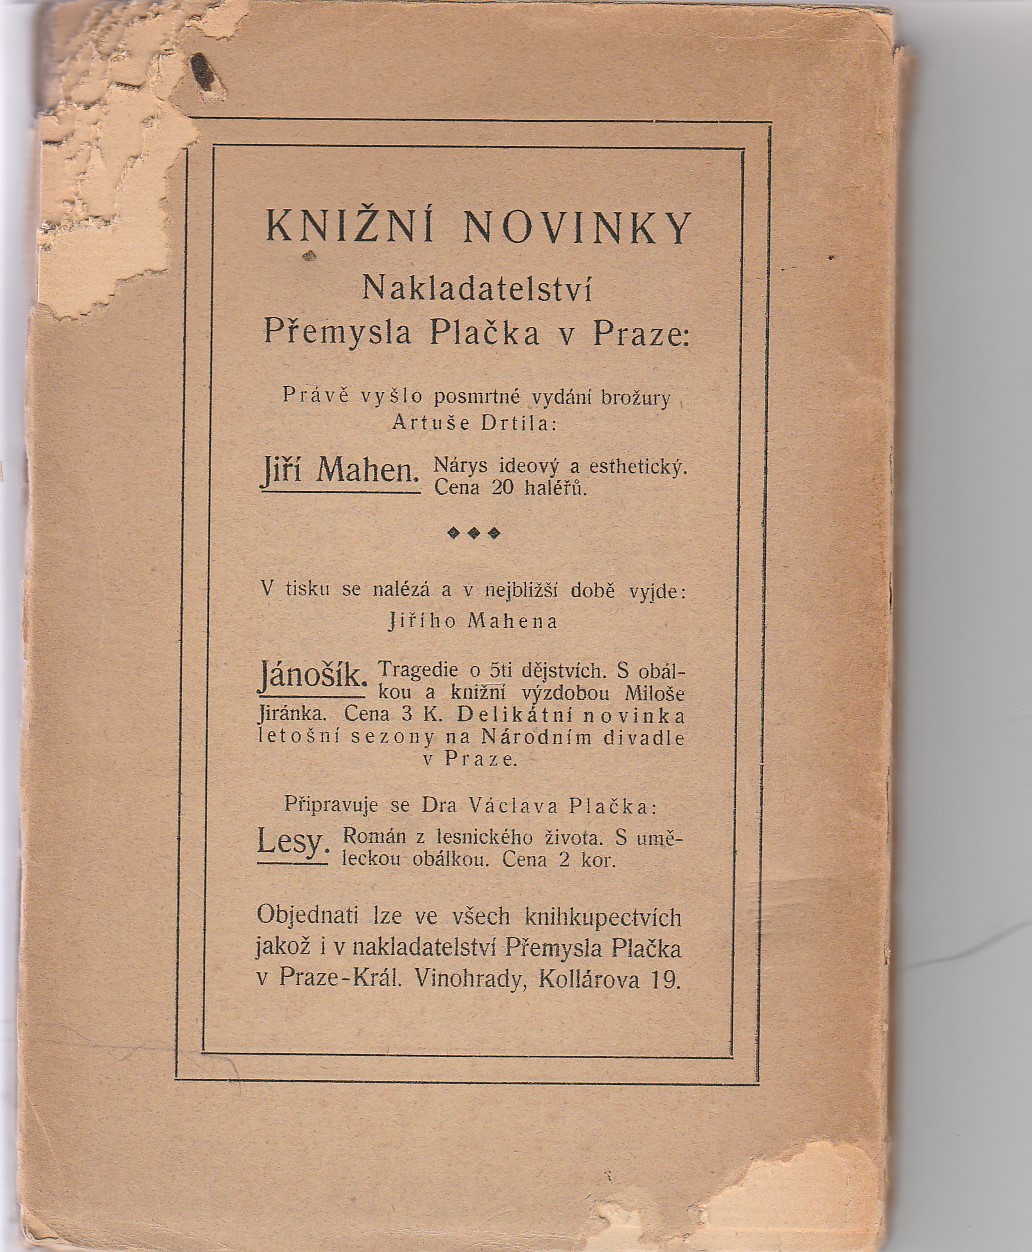 KNIŽNÍ NOVINKY
Nakladatelství
Přemysla Plačka v Praze:
Právě vyšlo posmrtné vydání brožury
Artuše Drtila:
Jiří Mahen. Nárys ideový a esthetický.
Cena 20 haléřů.
V tisku se nalézá a v nejbližší době vyjde:
Jiřího Mahena
Jánošík. Tragedie o 5ti dějstvích. S obál-
kou a knižní výzdobou Miloše
Jiránka. Cena 3 K. Delikátní novinka
letošní sezony na Národním divadle
v Praze.
Připravuje se Dra Václava Plačka:
Lesy. Román z lesnického života. S umě-
leckou obálkou. Cena 2 kor.
Objednati lze ve všech knihkupectvích
jakož i v nakladatelství Přemysla Plačka
v Praze-Král. Vinohrady, Kollárova 19.